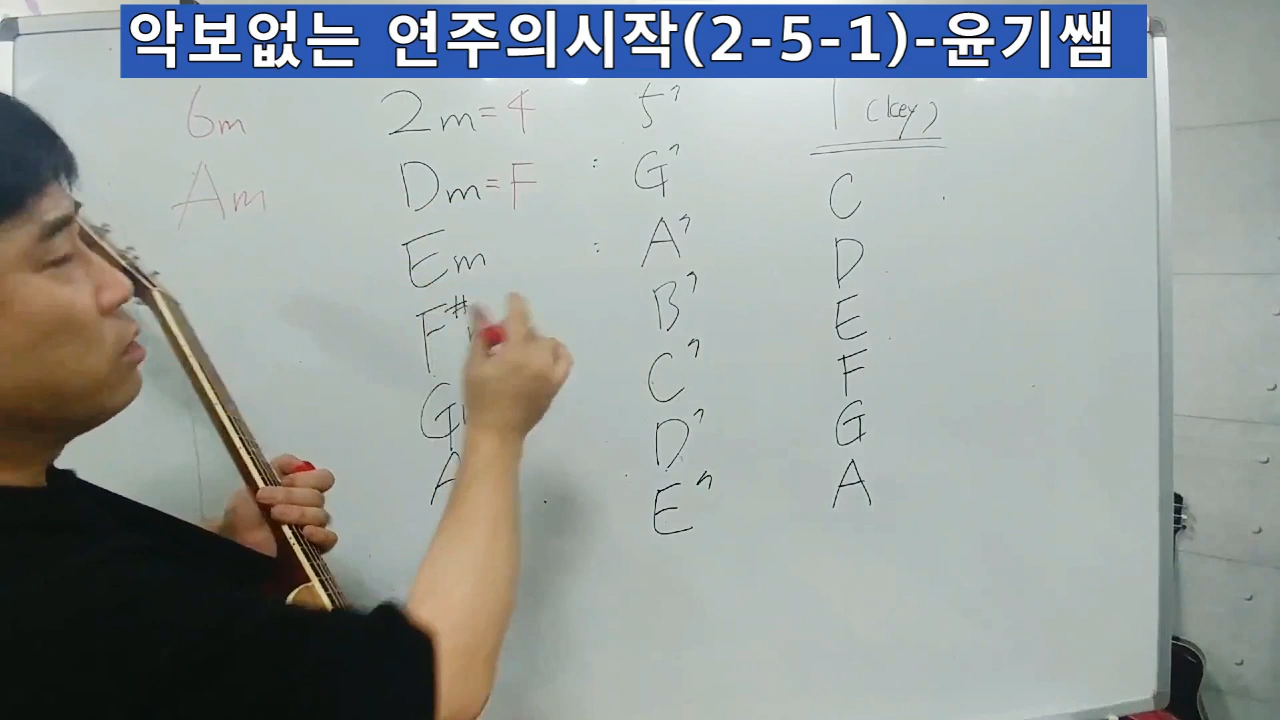 악보없는 연주의시작(2-5-1)-윤기쌤
6m 2m=4 5⁷ 1 (key)
Am Dm=F : G⁷ C
Em : A⁷ D
F# B⁷ E
G C⁷ F
A D⁷ G
E⁷ A